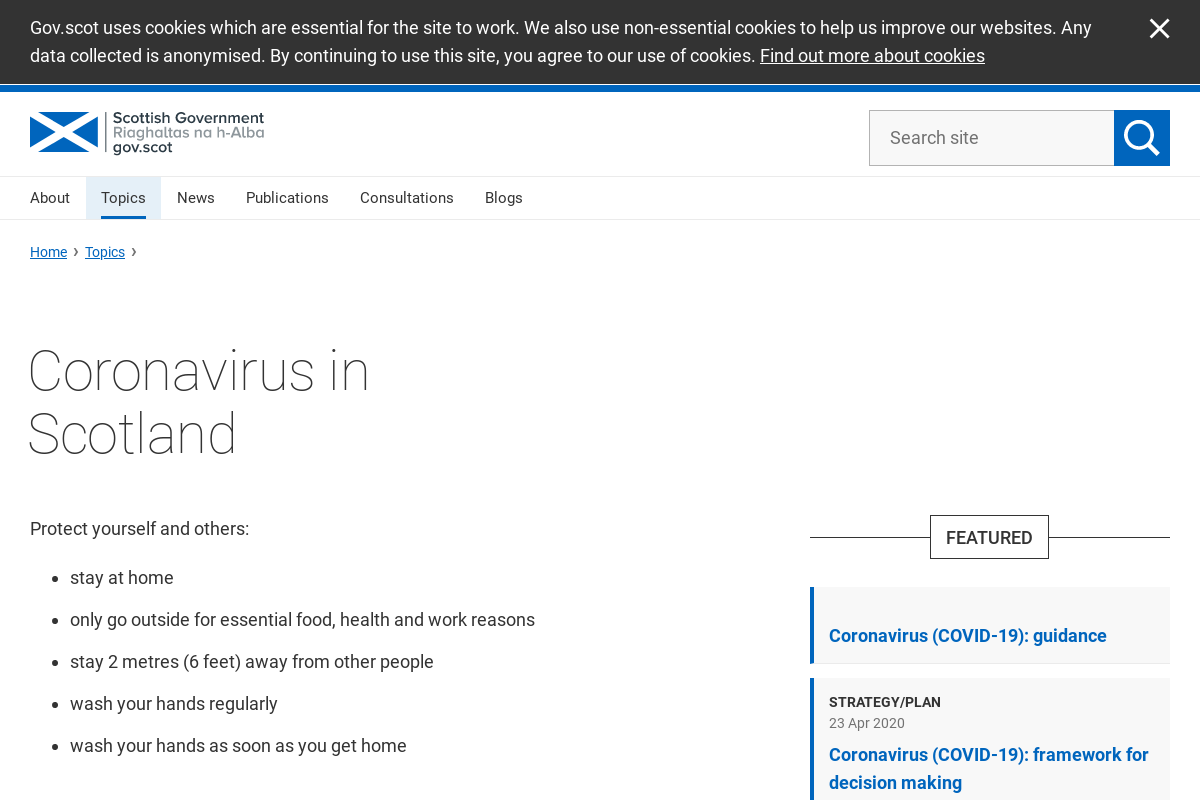 Gov.scot uses cookies which are essential for the site to work. We also use non-essential cookies to help us improve our websites. Any
data collected is anonymised. By continuing to use this site, you agree to our use of cookies. Find out more about cookies
Scottish Government
Riaghaltas na h-Alba
gov.scot
Search site
About Topics News Publications Consultations Blogs
Home › Topics ›
Coronavirus in
Scotland
Protect yourself and others:
• stay at home
• only go outside for essential food, health and work reasons
• stay 2 metres (6 feet) away from other people
• wash your hands regularly
• wash your hands as soon as you get home
FEATURED
Coronavirus (COVID-19): guidance
STRATEGY/PLAN
23 Apr 2020
Coronavirus (COVID-19): framework for
decision making